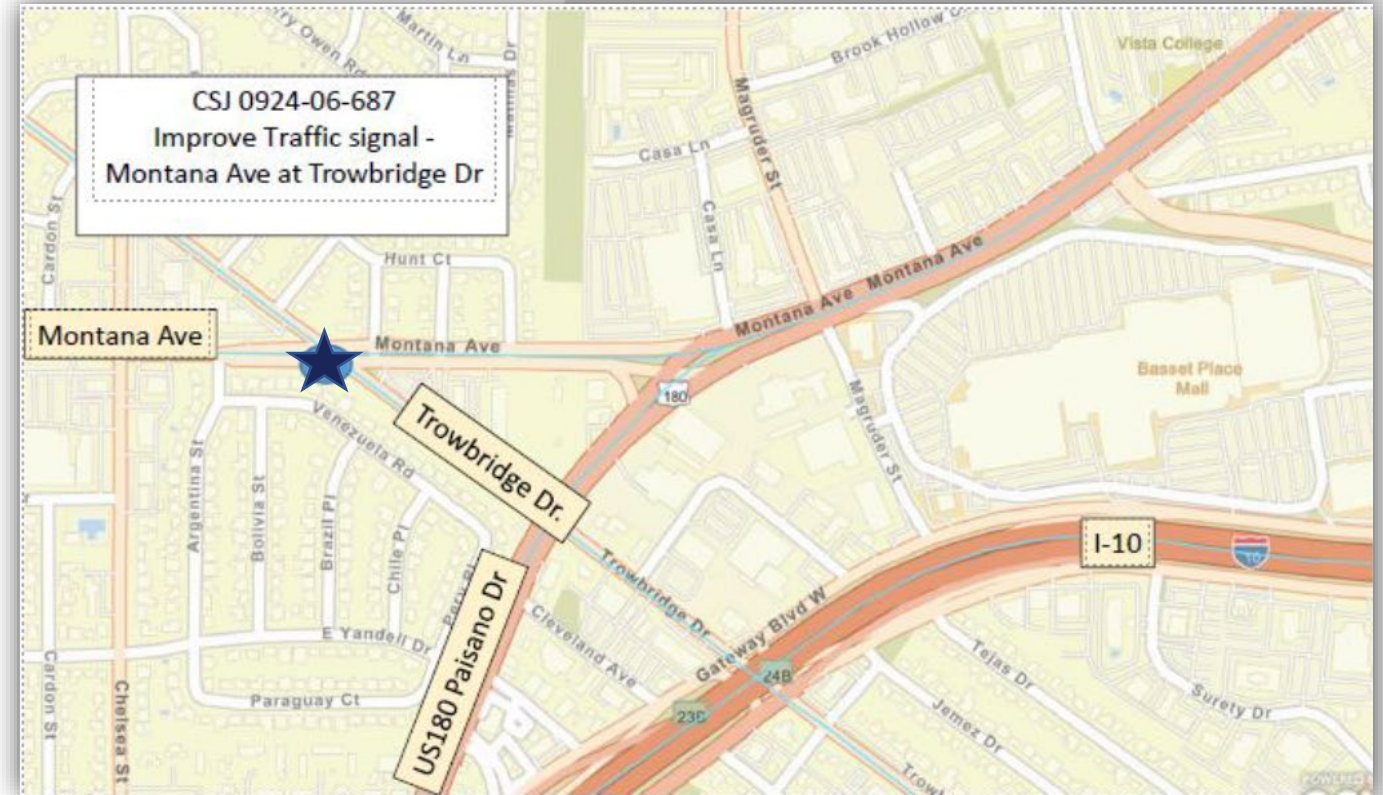 Martin Ln
Brook Hollow
Vista College
CSJ 0924-06-687
Improve Traffic signal -
Montana Ave at Trowbridge Dr
Magruder St
Casa Ln
Casa Ln
Cardon St
Hunt Ct
Montana Ave
Montana Ave
Montana Ave
Montana Ave
180
Basset Place
Mall
Magruder St
Venezuela Rd
Trowbridge Dr.
Argentina St
Bolivia St
Brazil Pl
Chile Pl
I-10
10
Trowbridge Dr
US180 Paisano Dr
Cleveland Ave
Gateway Blvd W
E Yandell Dr
24B
Tejas Dr
Paraguay Ct
Cardon St
Chelsea St
Jemez Dr
Surety Dr
POWERED